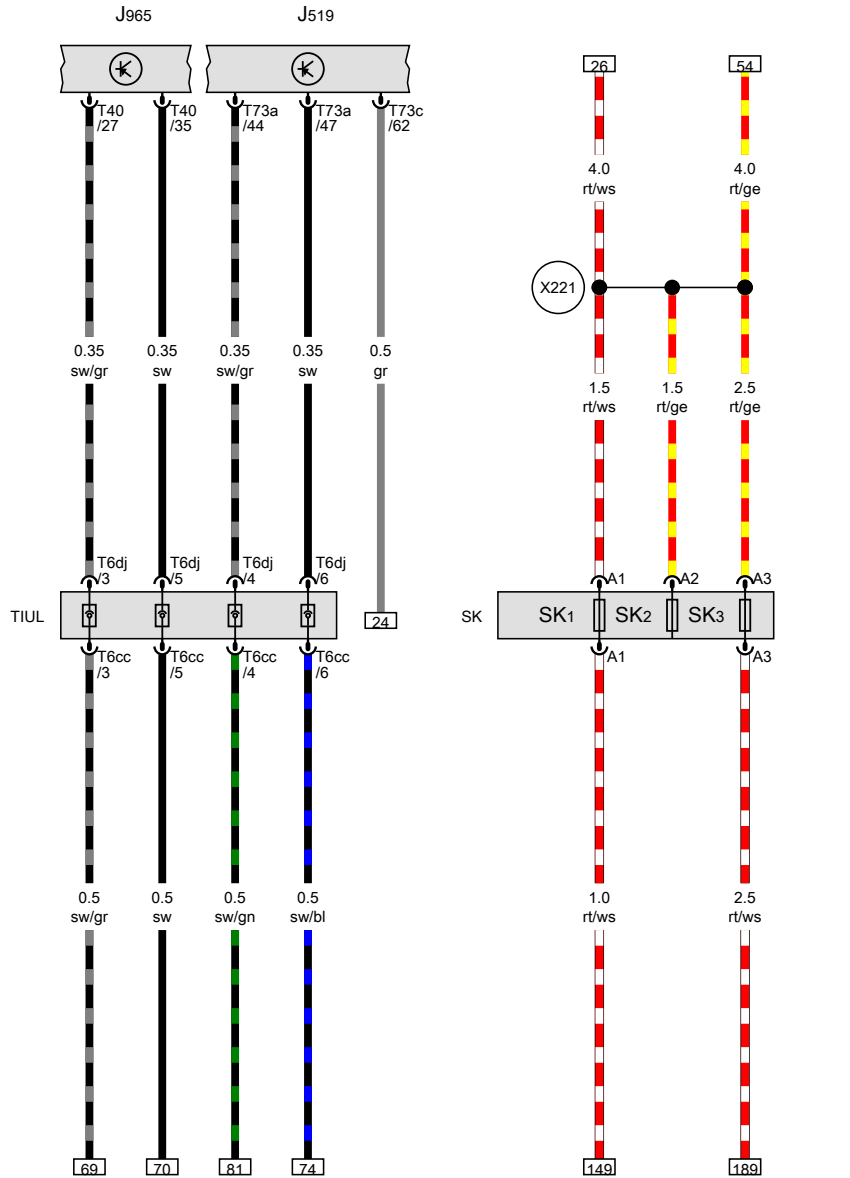 J965 J519
26 54
T40 T40 T73a T73a T73c
/27 /35 /44 /47 /62
4.0 4.0
rt/ws rt/ge
X221
0.35 0.35 0.35 0.35 0.5
sw/gr sw sw/gr sw gr
1.5 1.5 2.5
rt/ws rt/ge rt/ge
T6dj T6dj T6dj T6dj
/3 /5 /4 /6 A1 A2 A3
TIUL 24 SK SK1 SK2 SK3
T6cc T6cc T6cc T6cc A1 A3
/3 /5 /4 /6
0.5 0.5 0.5 0.5 1.0 2.5
sw/gr sw sw/gn sw/bl rt/ws rt/ws
69 70 81 74 149 189